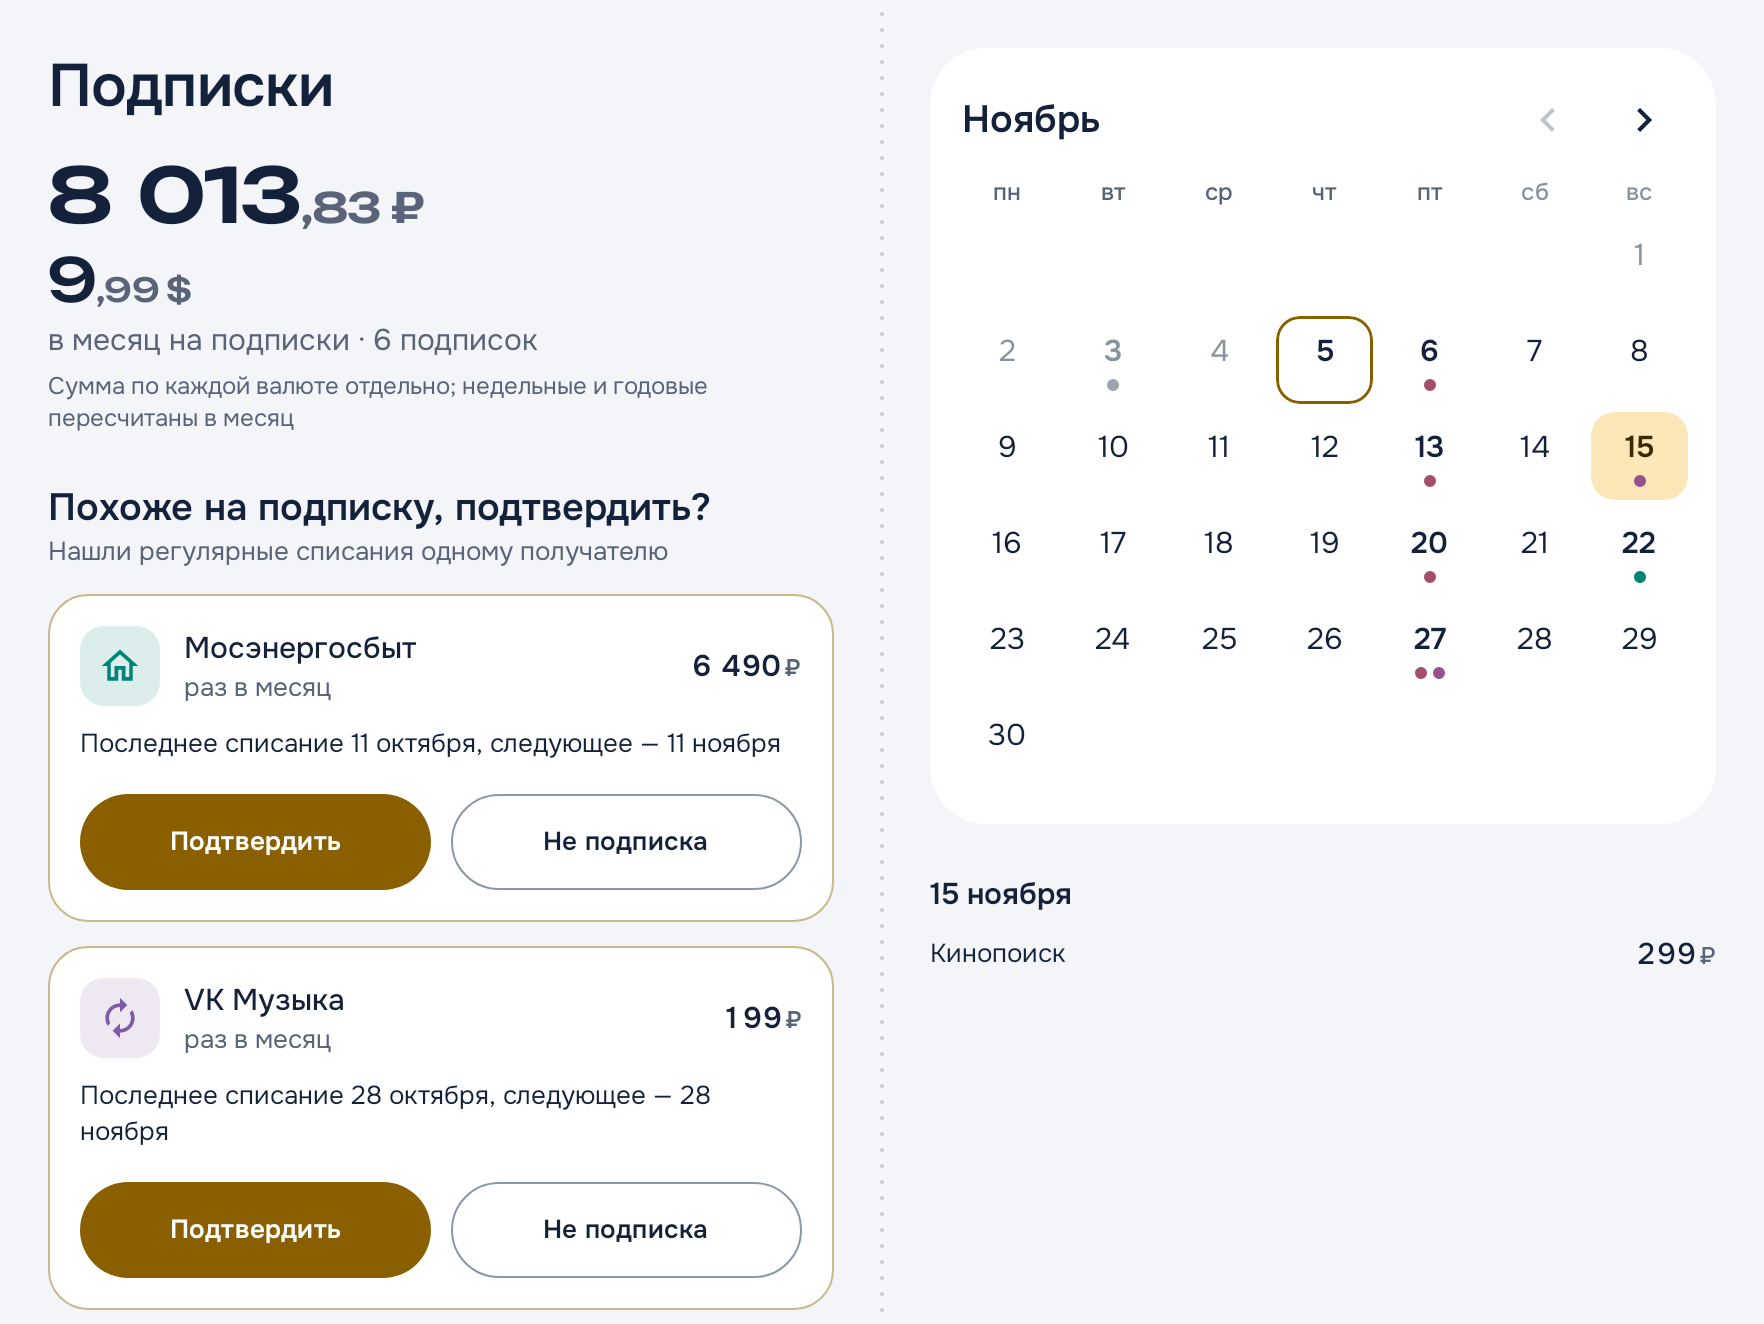 Подписки
8 013,83 ₽
9,99 $
в месяц на подписки · 6 подписок
Сумма по каждой валюте отдельно; недельные и годовые
пересчитаны в месяц
Похоже на подписку, подтвердить?
Нашли регулярные списания одному получателю
Мосэнергосбыт
раз в месяц
6 490 ₽
Последнее списание 11 октября, следующее — 11 ноября
Подтвердить Не подписка
VK Музыка
раз в месяц
199 ₽
Последнее списание 28 октября, следующее — 28
ноября
Подтвердить Не подписка
Ноябрь
пн вт ср чт пт сб вс
1
2 3 4 5 6 7 8
9 10 11 12 13 14 15
16 17 18 19 20 21 22
23 24 25 26 27 28 29
30
15 ноября
Кинопоиск 299 ₽